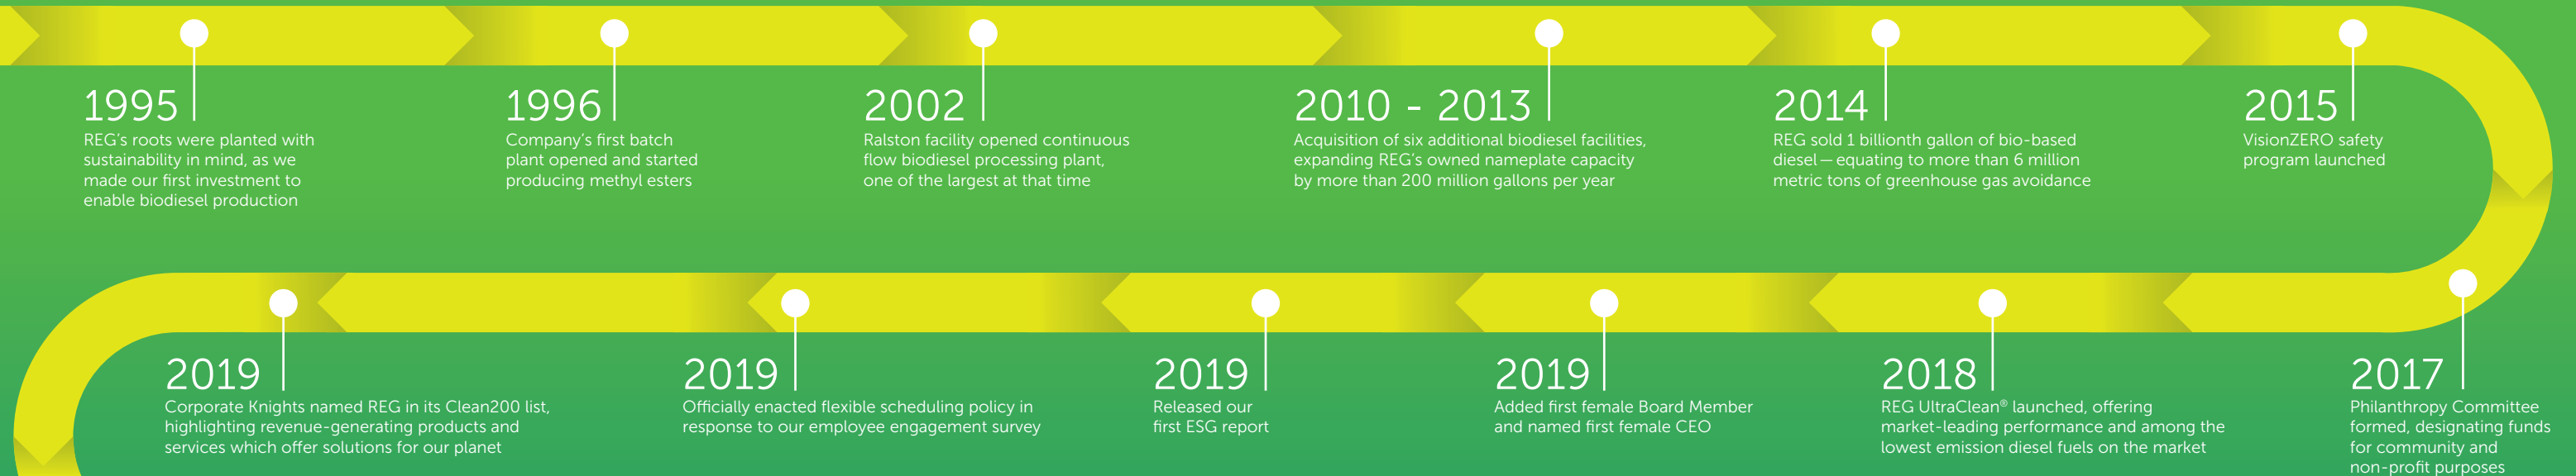 1995
REG's roots were planted with
sustainability in mind, as we
made our first investment to
enable biodiesel production
1996
Company's first batch
plant opened and started
producing methyl esters
2002
Ralston facility opened continuous
flow biodiesel processing plant,
one of the largest at that time
2010 - 2013
Acquisition of six additional biodiesel facilities,
expanding REG's owned nameplate capacity
by more than 200 million gallons per year
2014
REG sold 1 billionth gallon of bio-based
diesel — equating to more than 6 million
metric tons of greenhouse gas avoidance
2015
VisionZERO safety
program launched
2017
Philanthropy Committee
formed, designating funds
for community and
non-profit purposes
2018
REG UltraClean® launched, offering
market-leading performance and among the
lowest emission diesel fuels on the market
2019
Added first female Board Member
and named first female CEO
2019
Released our
first ESG report
2019
Officially enacted flexible scheduling policy in
response to our employee engagement survey
2019
Corporate Knights named REG in its Clean200 list,
highlighting revenue-generating products and
services which offer solutions for our planet